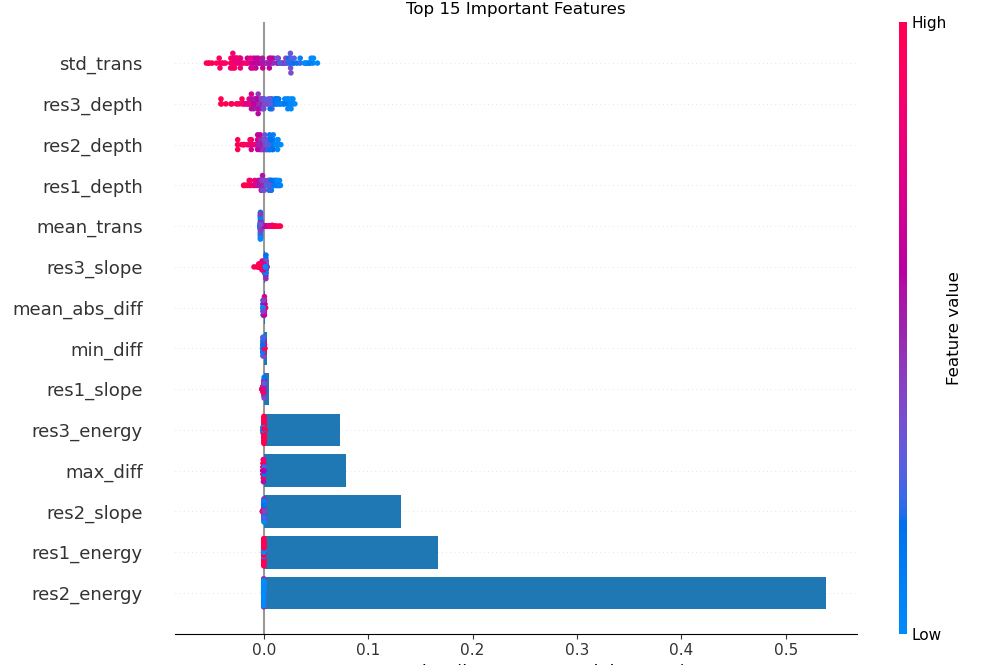 Top 15 Important Features
High
std_trans
res3_depth
res2_depth
res1_depth
mean_trans
res3_slope
mean_abs_diff
min_diff
res1_slope
res3_energy
max_diff
res2_slope
res1_energy
res2_energy
Feature value
Low
0.0 0.1 0.2 0.3 0.4 0.5